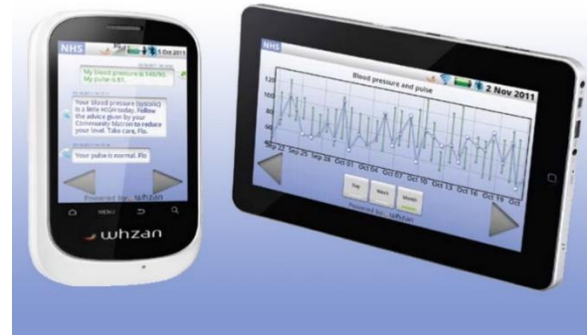 NHS
5 Oct 2011
My blood pressure is 140/90
My pulse is 81.
Your blood pressure (systolic)
is a little HIGH today. Follow
the advice given by your
Community Matron to reduce
your level. Take care, Flo.
Your pulse is normal. Flo
Powered by: whzan
MENU
whzan
NHS
2 Nov 2011
Blood pressure and pulse
120
80
60
Sep 22 Sep 25 Sep 28 Oct 01 Oct 04 Oct 07 Oct 10 Oct 13 Oct 16 Oct 19 Oct
Day Week Month
Powered by: whzan